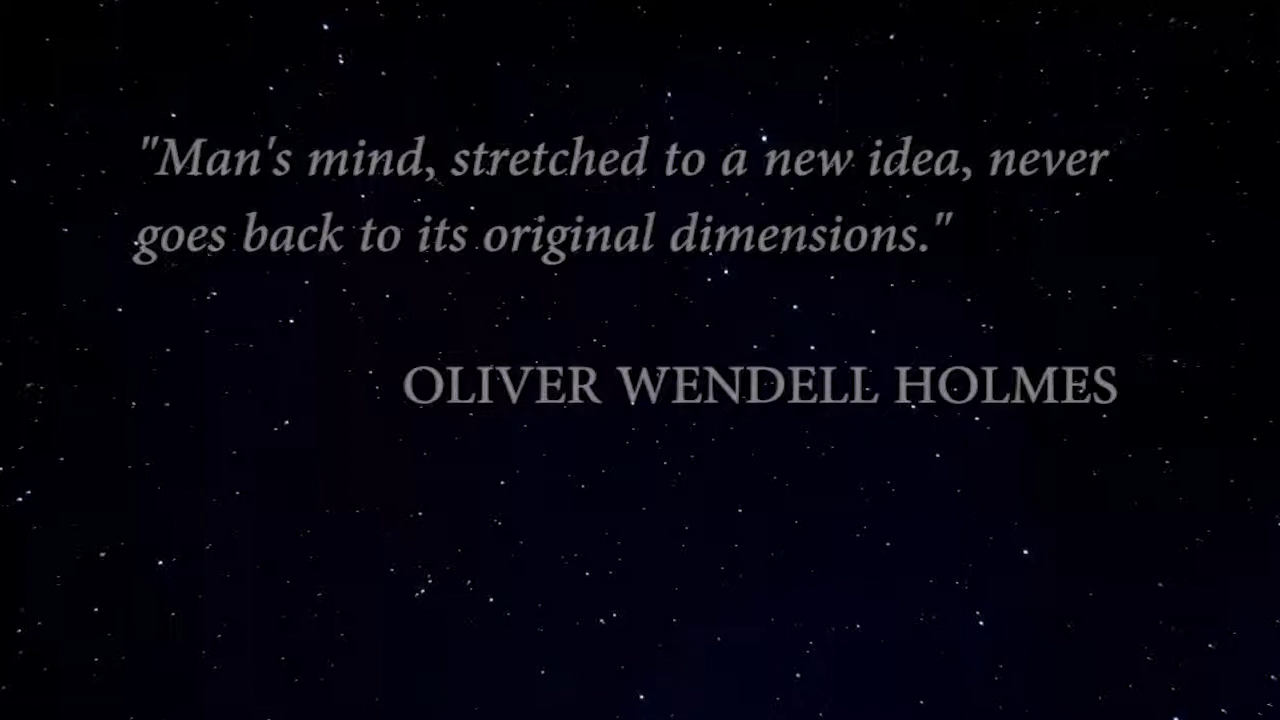 "Man's mind, stretched to a new idea, never
goes back to its original dimensions."
OLIVER WENDELL HOLMES